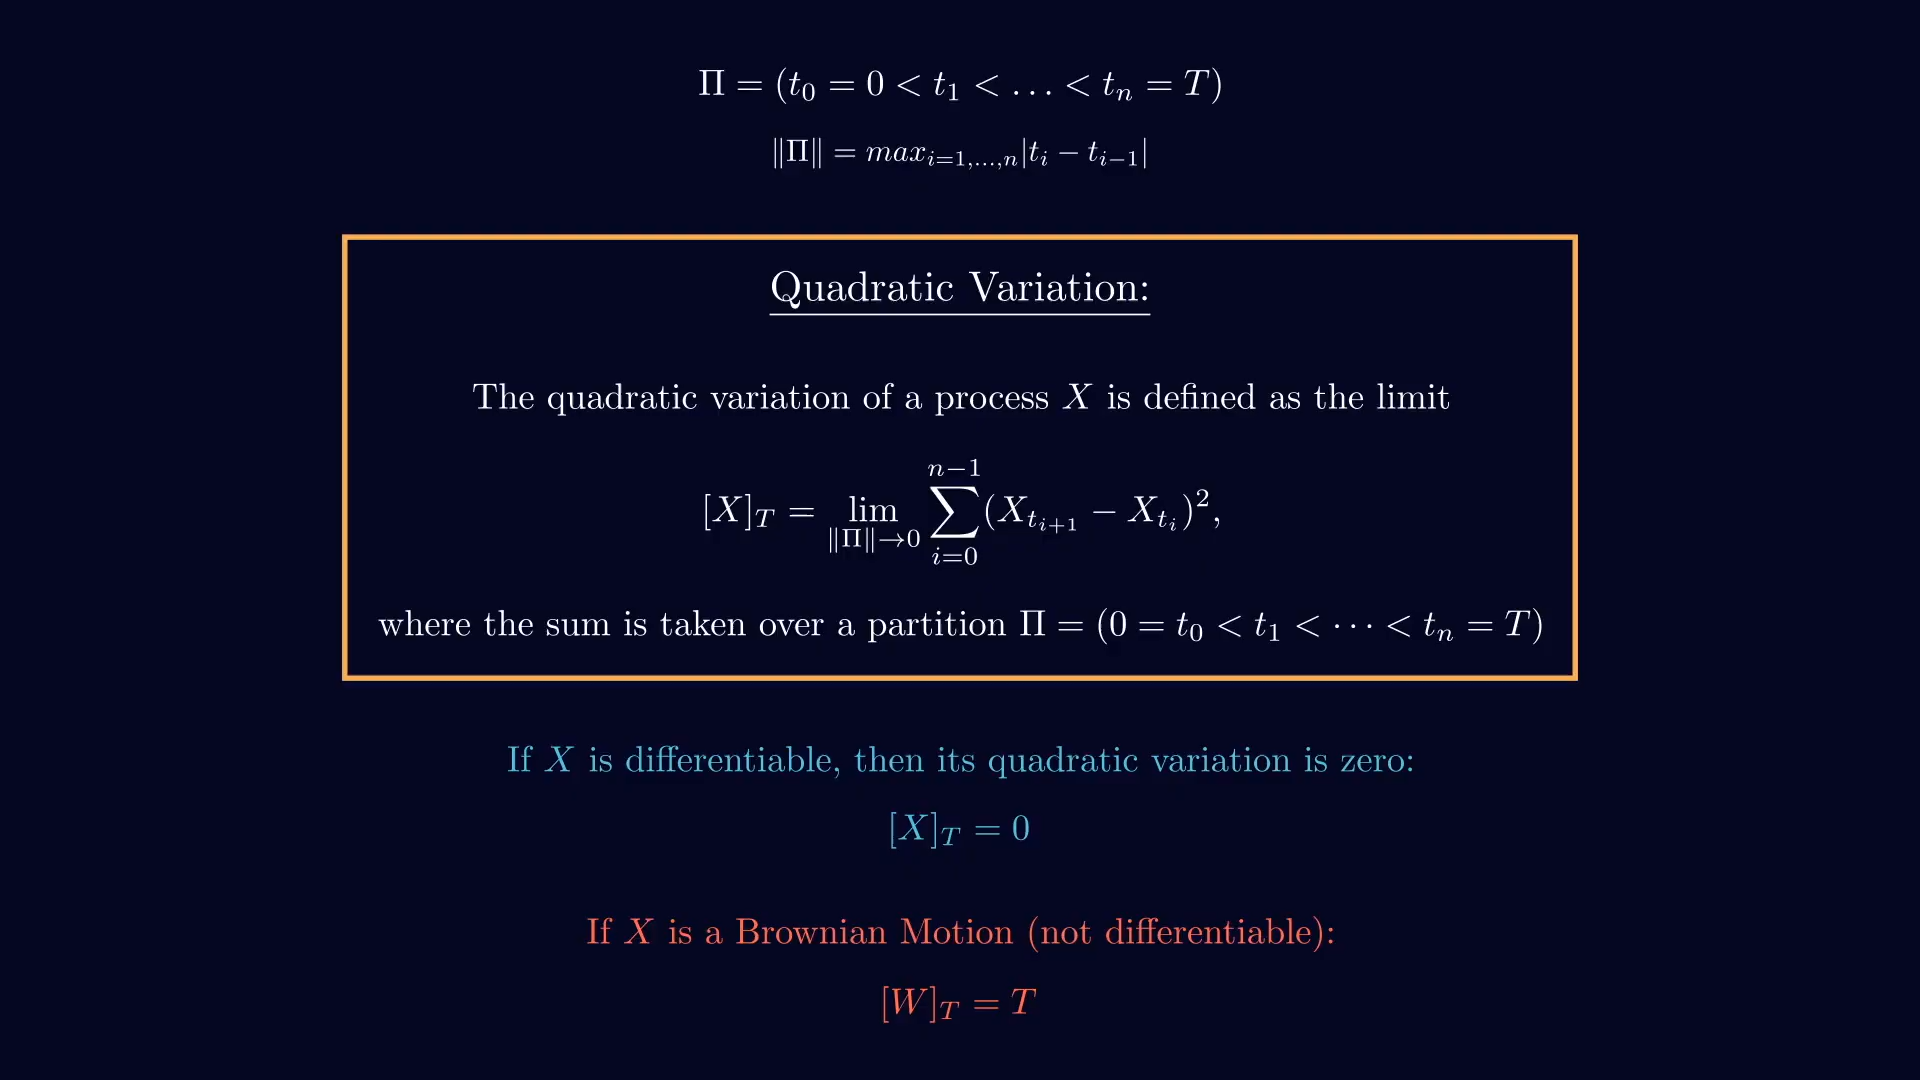 Π = (t₀ = 0 < t₁ < … < tₙ = T)
‖Π‖ = max_{i=1,…,n}|t_i − t_{i−1}|
Quadratic Variation:
The quadratic variation of a process X is defined as the limit
[X]_T = lim_{‖Π‖→0} ∑_{i=0}^{n−1} (X_{t_{i+1}} − X_{t_i})²,
where the sum is taken over a partition Π = (0 = t₀ < t₁ < ⋯ < tₙ = T)
If X is differentiable, then its quadratic variation is zero:
[X]_T = 0
If X is a Brownian Motion (not differentiable):
[W]_T = T